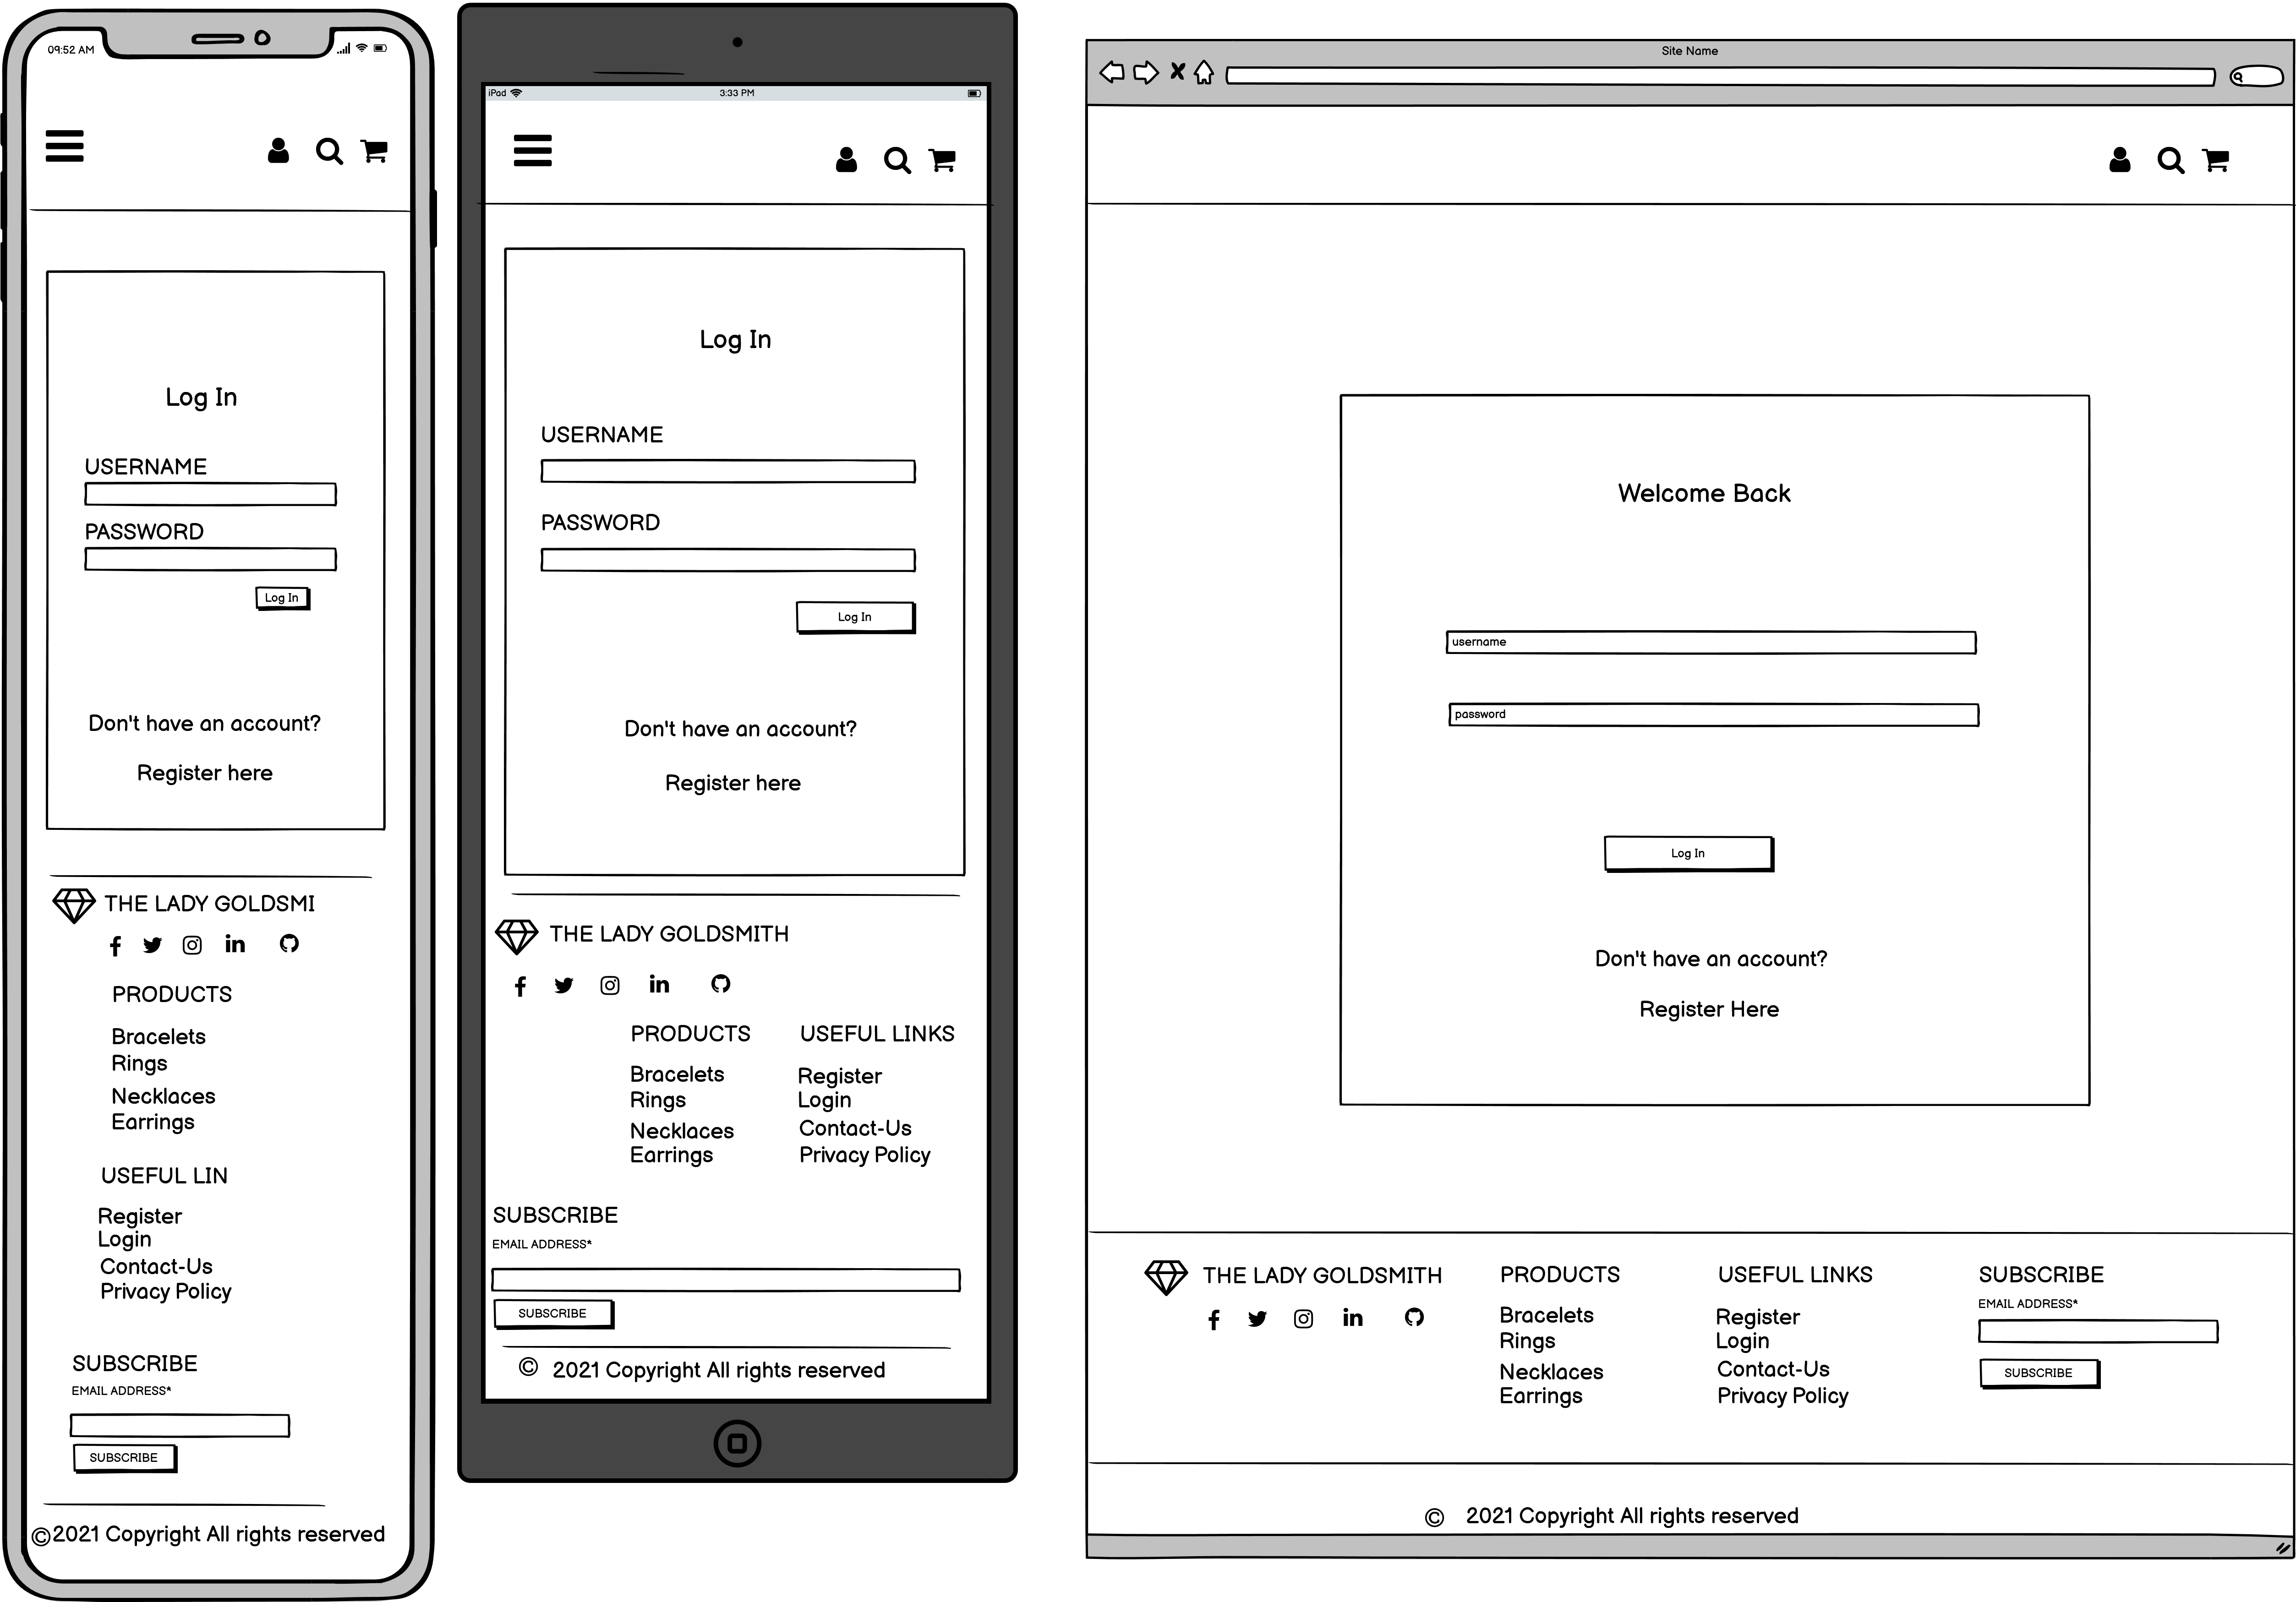 09:52 AM
Log In
USERNAME
PASSWORD
Log In
Don't have an account?
Register here
THE LADY GOLDSMI
PRODUCTS
Bracelets
Rings
Necklaces
Earrings
USEFUL LIN
Register
Login
Contact-Us
Privacy Policy
SUBSCRIBE
EMAIL ADDRESS*
SUBSCRIBE
©2021 Copyright All rights reserved
iPad 3:33 PM
Log In
USERNAME
PASSWORD
Log In
Don't have an account?
Register here
THE LADY GOLDSMITH
PRODUCTS
Bracelets
Rings
Necklaces
Earrings
USEFUL LINKS
Register
Login
Contact-Us
Privacy Policy
SUBSCRIBE
EMAIL ADDRESS*
SUBSCRIBE
© 2021 Copyright All rights reserved
Site Name
Welcome Back
username
password
Log In
Don't have an account?
Register Here
THE LADY GOLDSMITH
PRODUCTS
Bracelets
Rings
Necklaces
Earrings
USEFUL LINKS
Register
Login
Contact-Us
Privacy Policy
SUBSCRIBE
EMAIL ADDRESS*
SUBSCRIBE
© 2021 Copyright All rights reserved